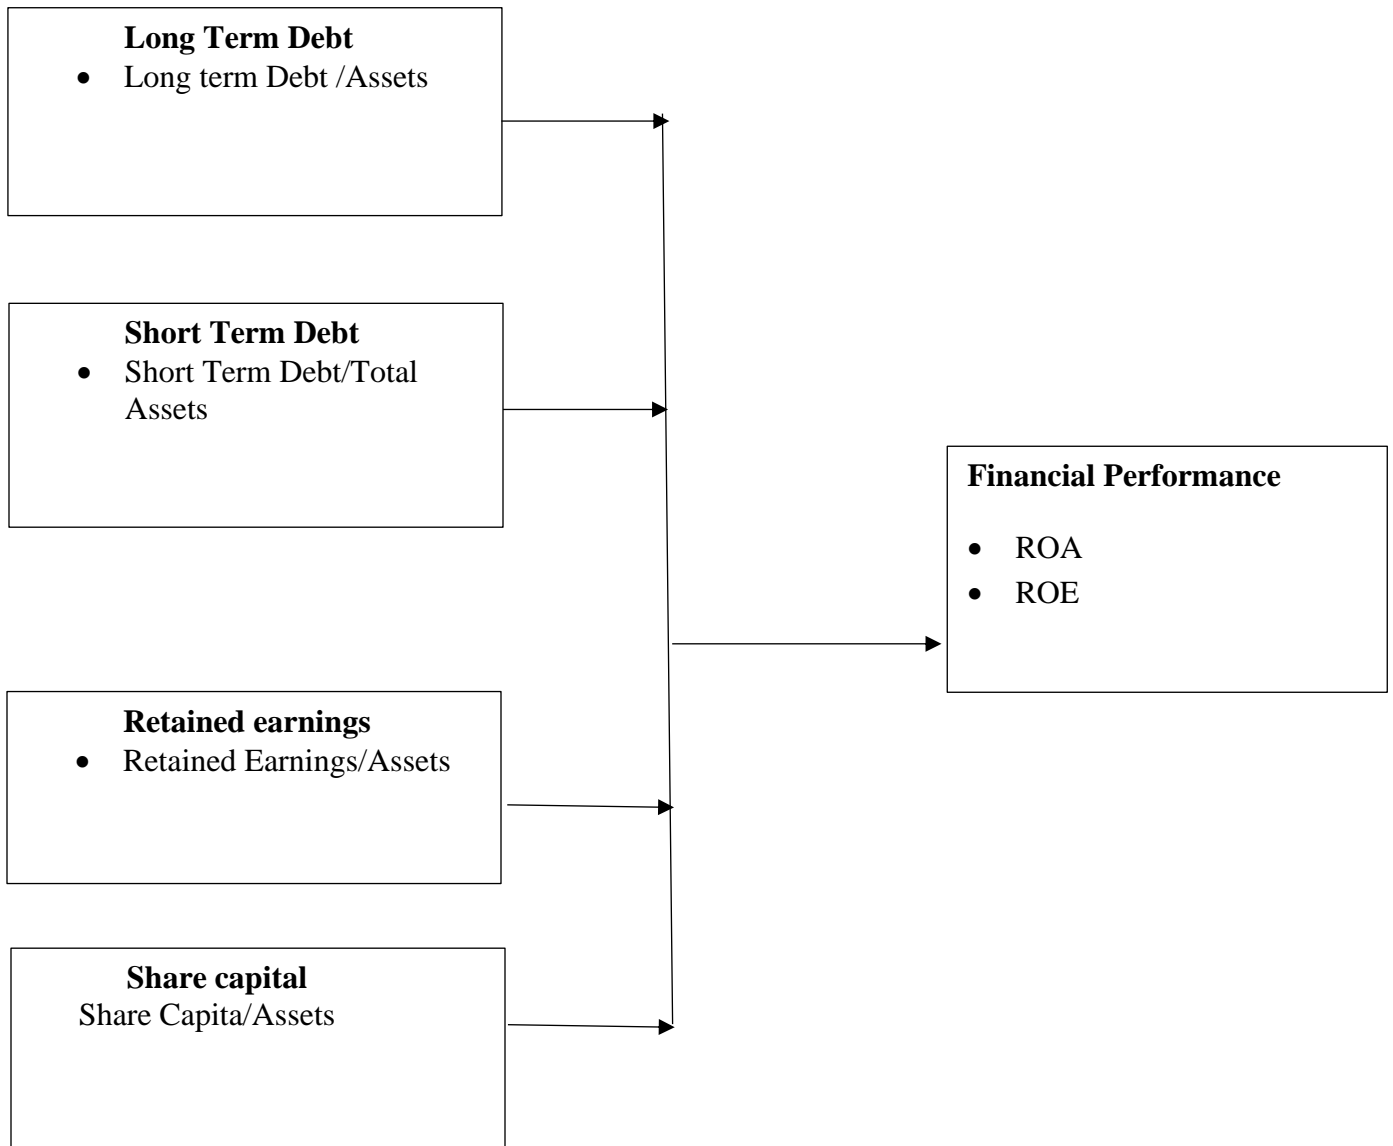 Long Term Debt
• Long term Debt /Assets
Short Term Debt
• Short Term Debt/Total
Assets
Financial Performance
• ROA
• ROE
Retained earnings
• Retained Earnings/Assets
Share capital
Share Capita/Assets